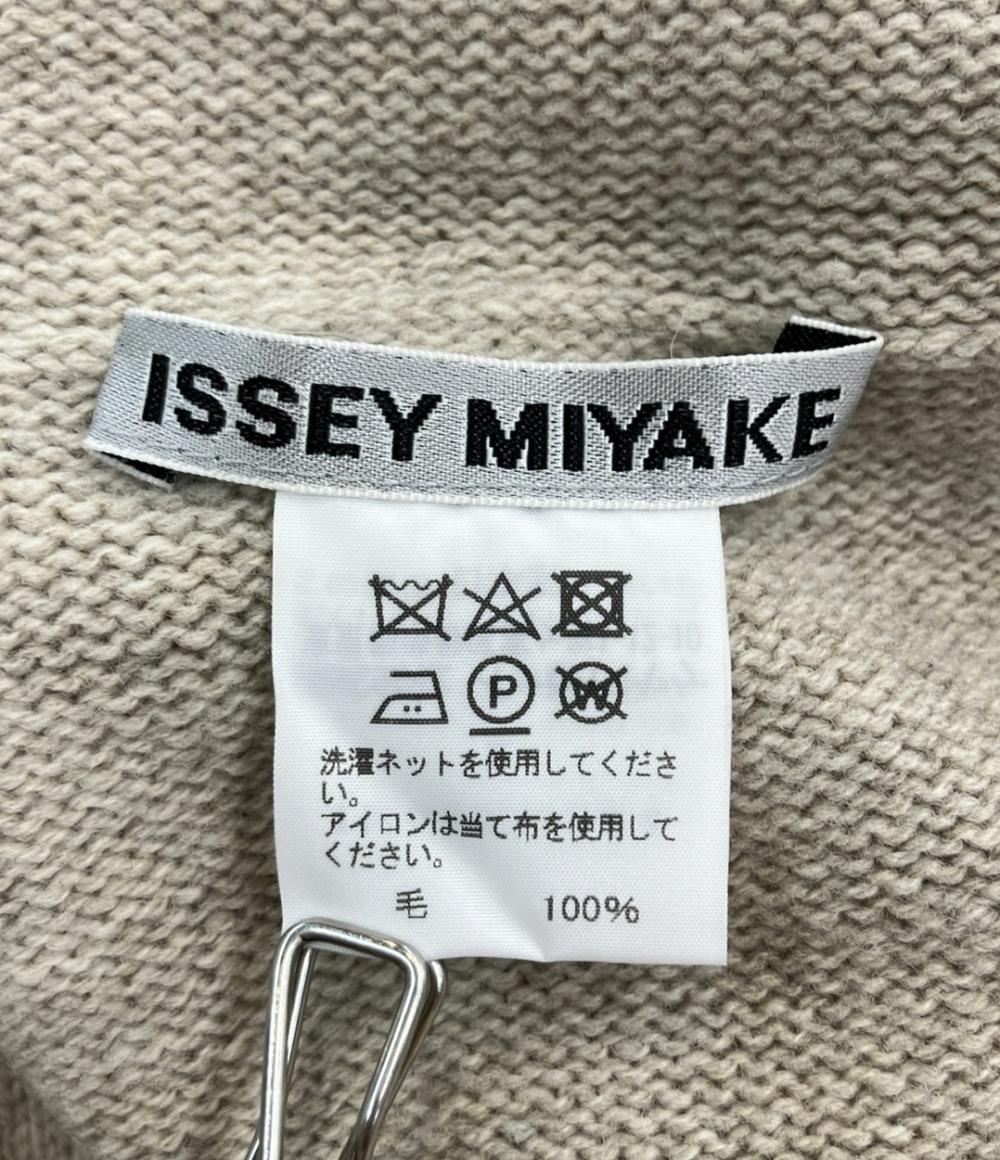 ISSEY MIYAKE
P
W
洗濯ネットを使用してくださ
い。
アイロンは当て布を使用して
ください。
毛 100%